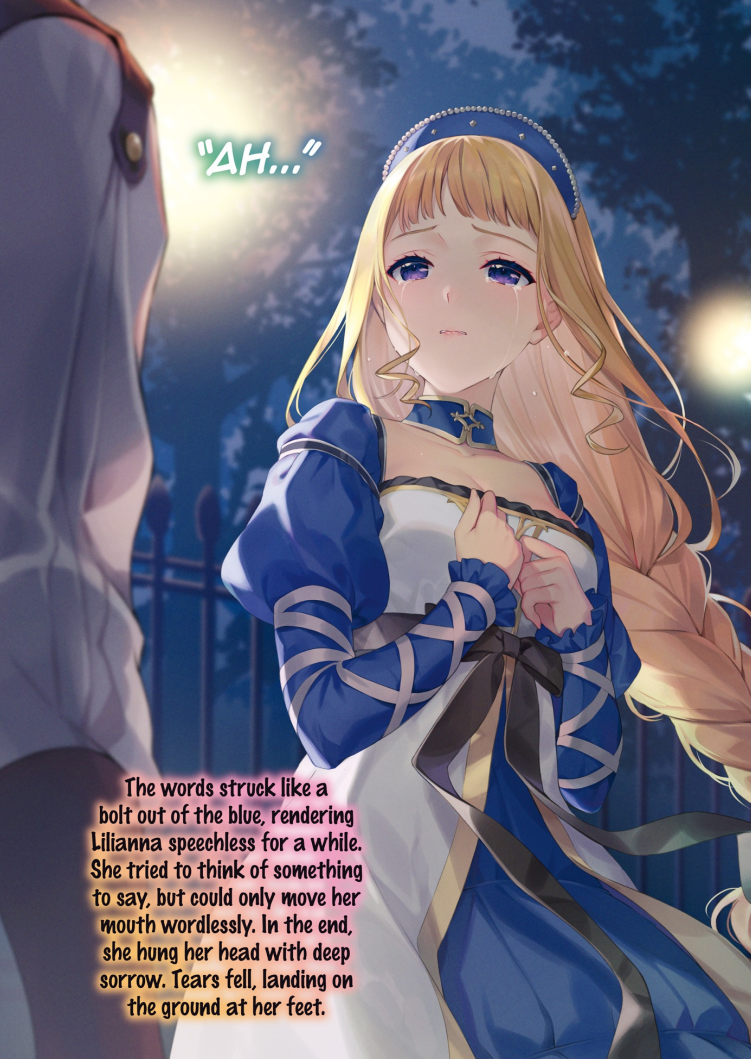 "AH..."
The words struck like a
bolt out of the blue, rendering
Lilianna speechless for a while.
She tried to think of something
to say, but could only move her
mouth wordlessly. In the end,
she hung her head with deep
sorrow. Tears fell, landing on
the ground at her feet.